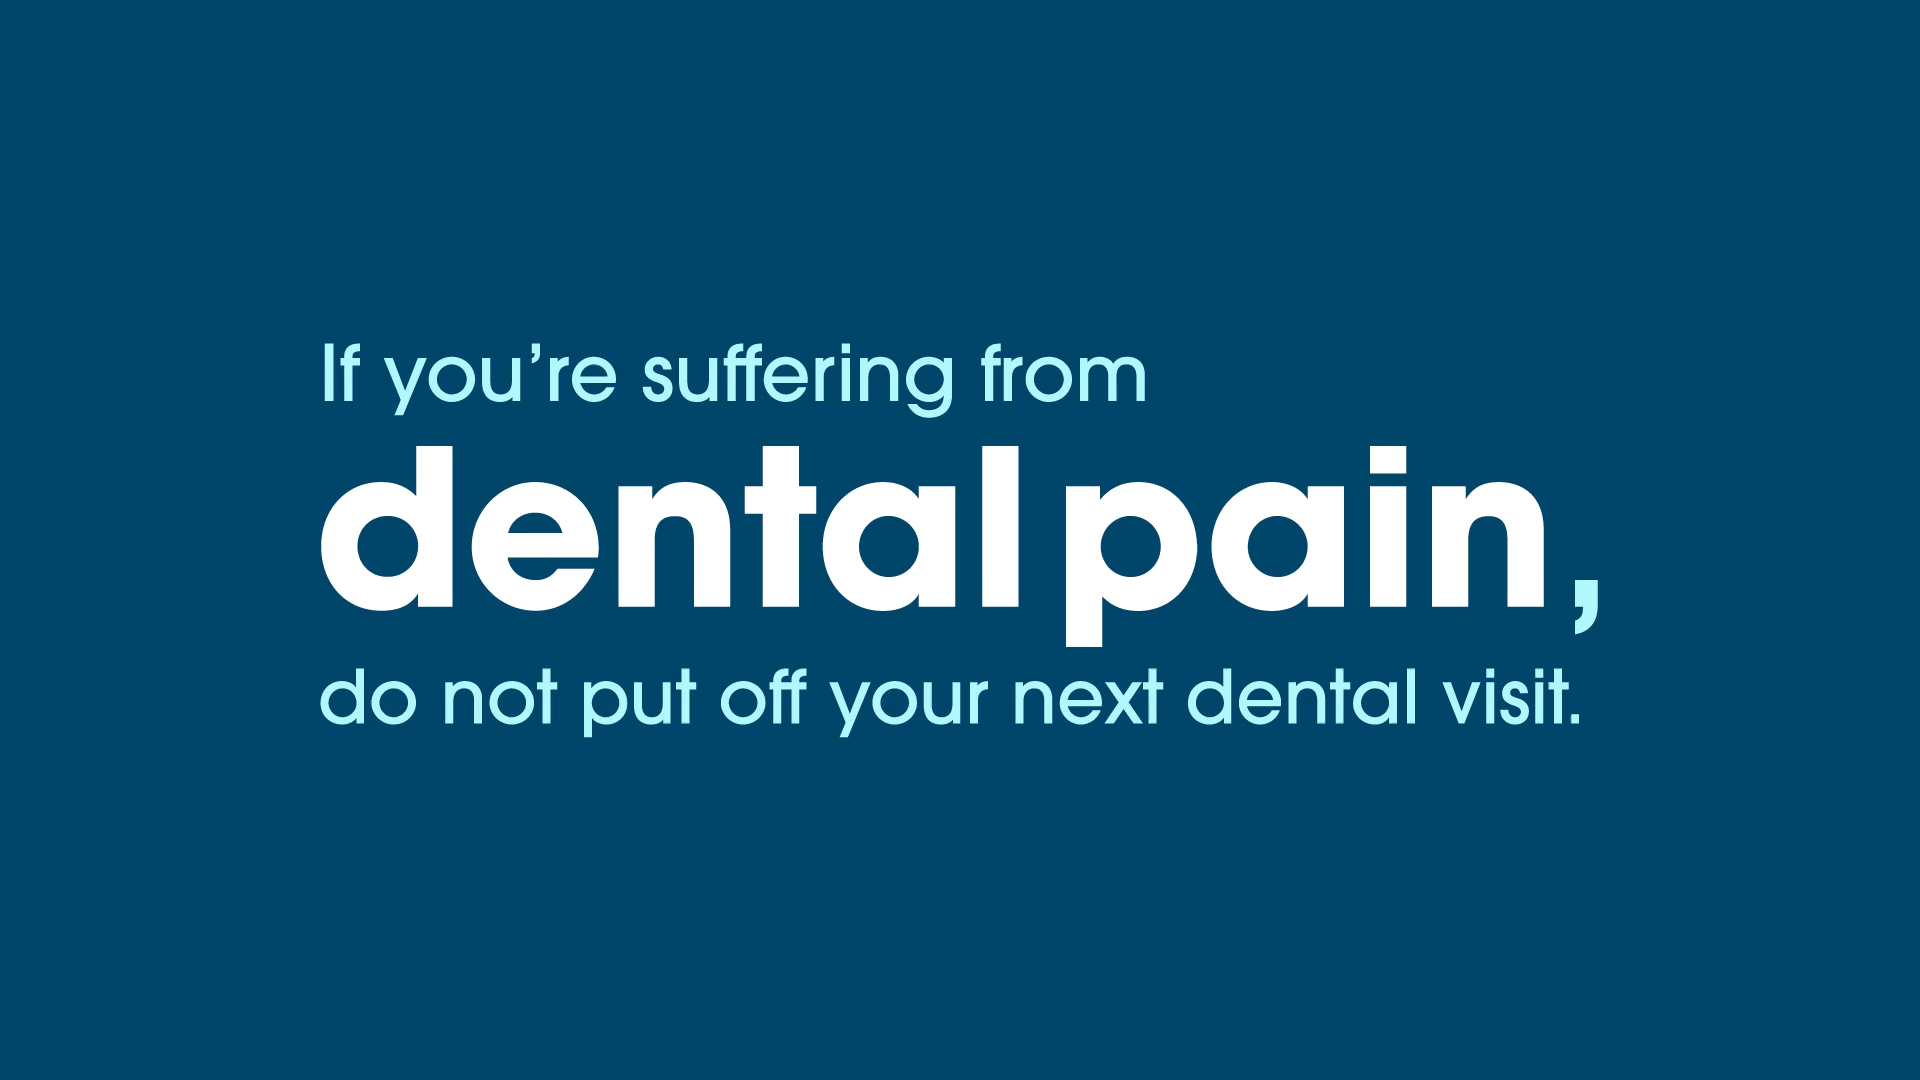 If you’re suffering from
dental pain,
do not put off your next dental visit.